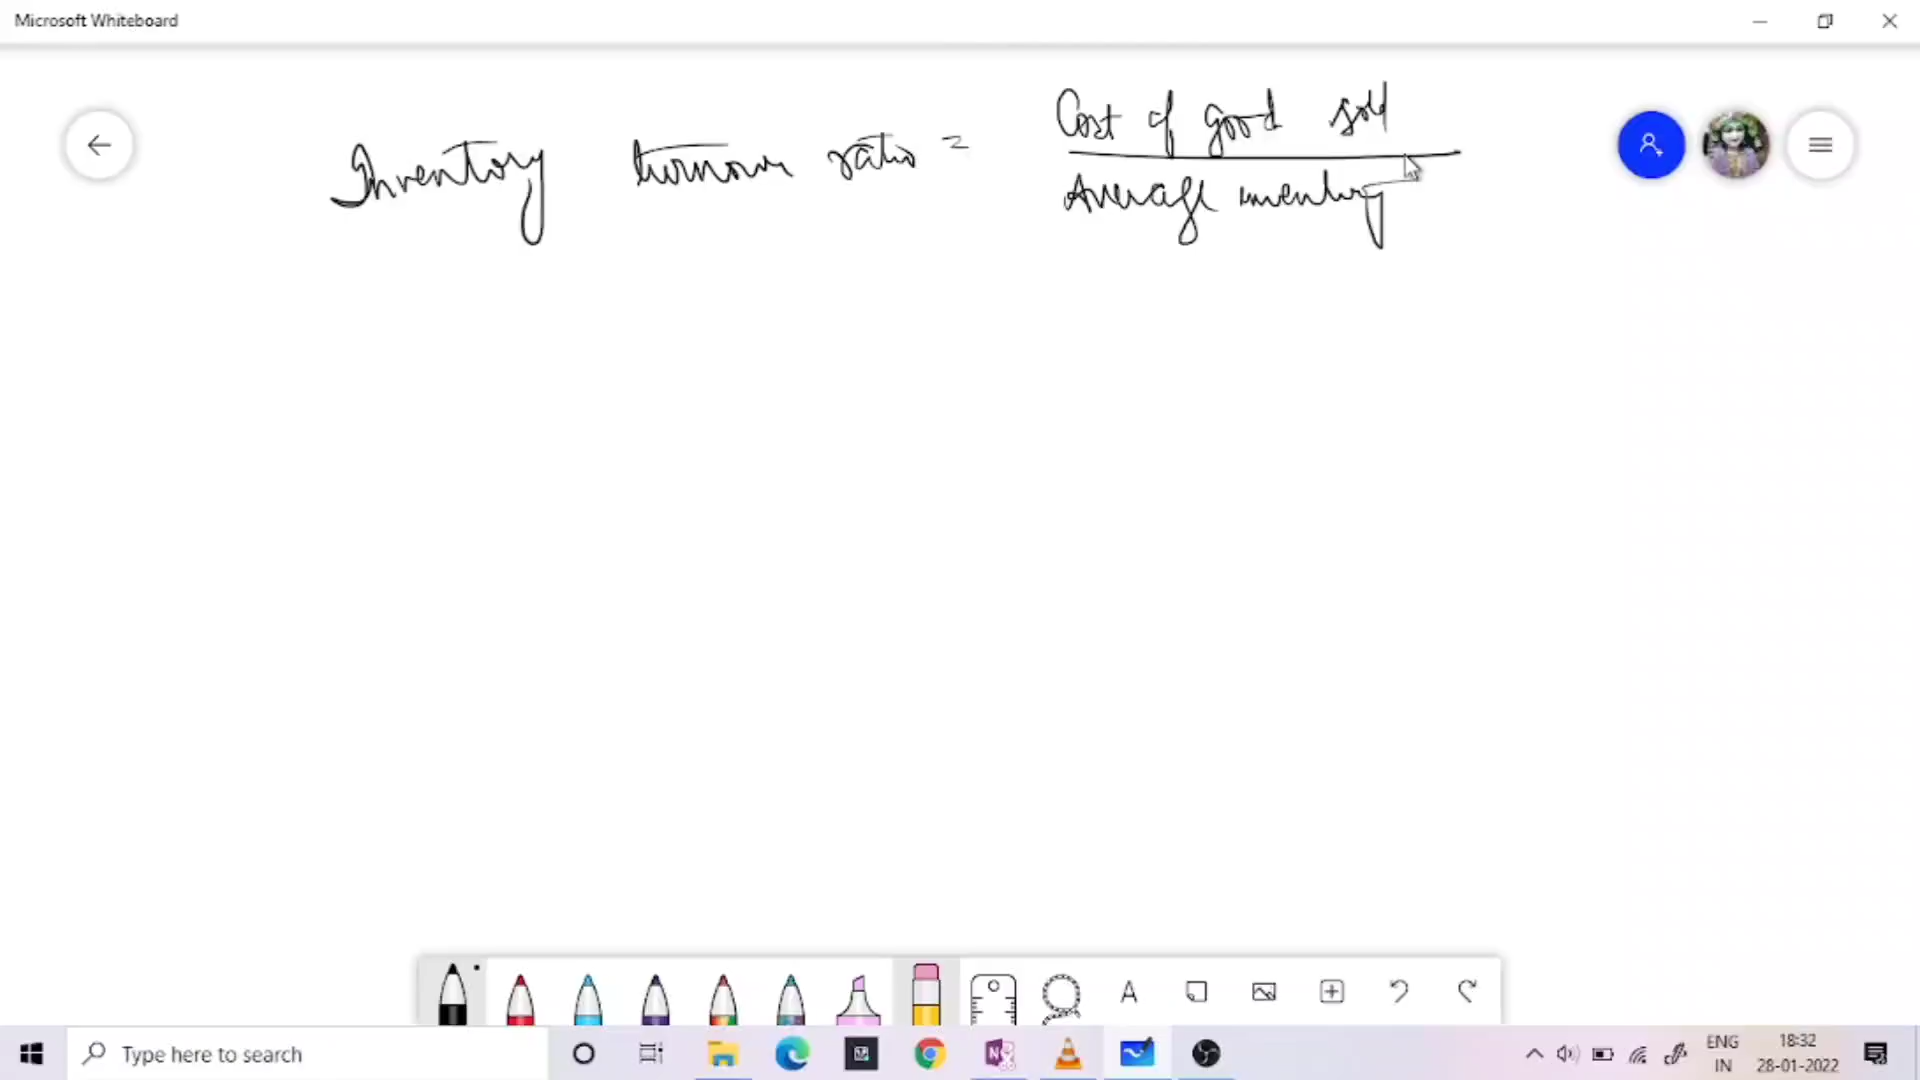 Microsoft Whiteboard
Inventory turnover ratio = Cost of good sold
Average inventory
A
Type here to search
ENG
IN
18:32
28-01-2022